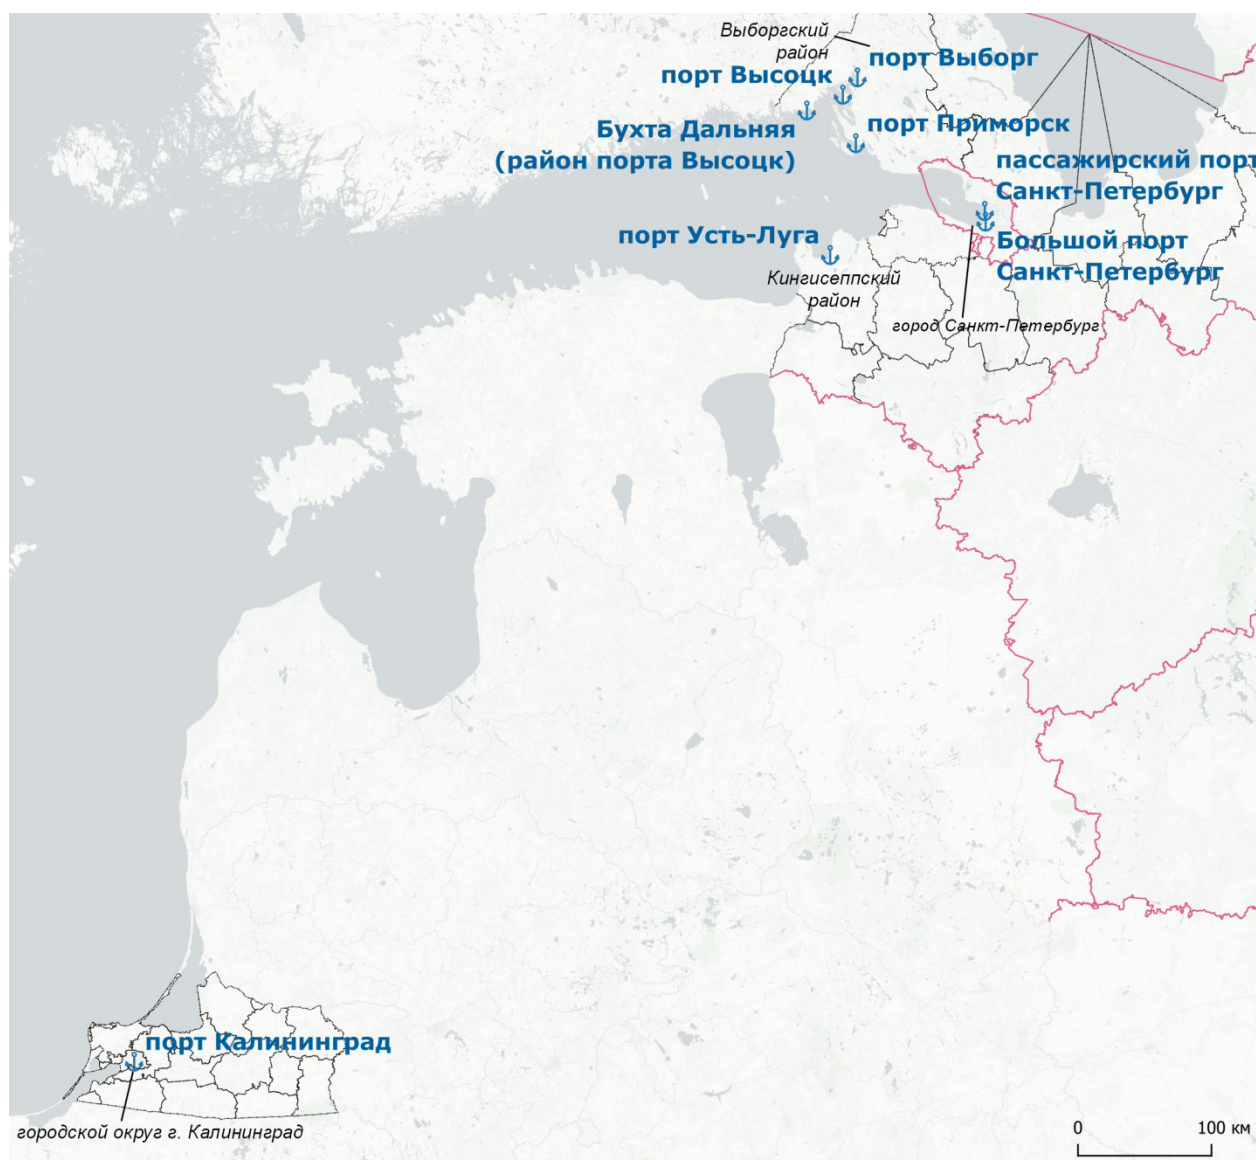 Выборгский
район
порт Выборг
порт Высоцк
Бухта Дальняя
(район порта Высоцк)
порт Приморск
пассажирский порт
Санкт-Петербург
порт Усть-Луга
Большой порт
Санкт-Петербург
Кингисеппский
район
город Санкт-Петербург
порт Калининград
городской округ г. Калининград
0 100 км